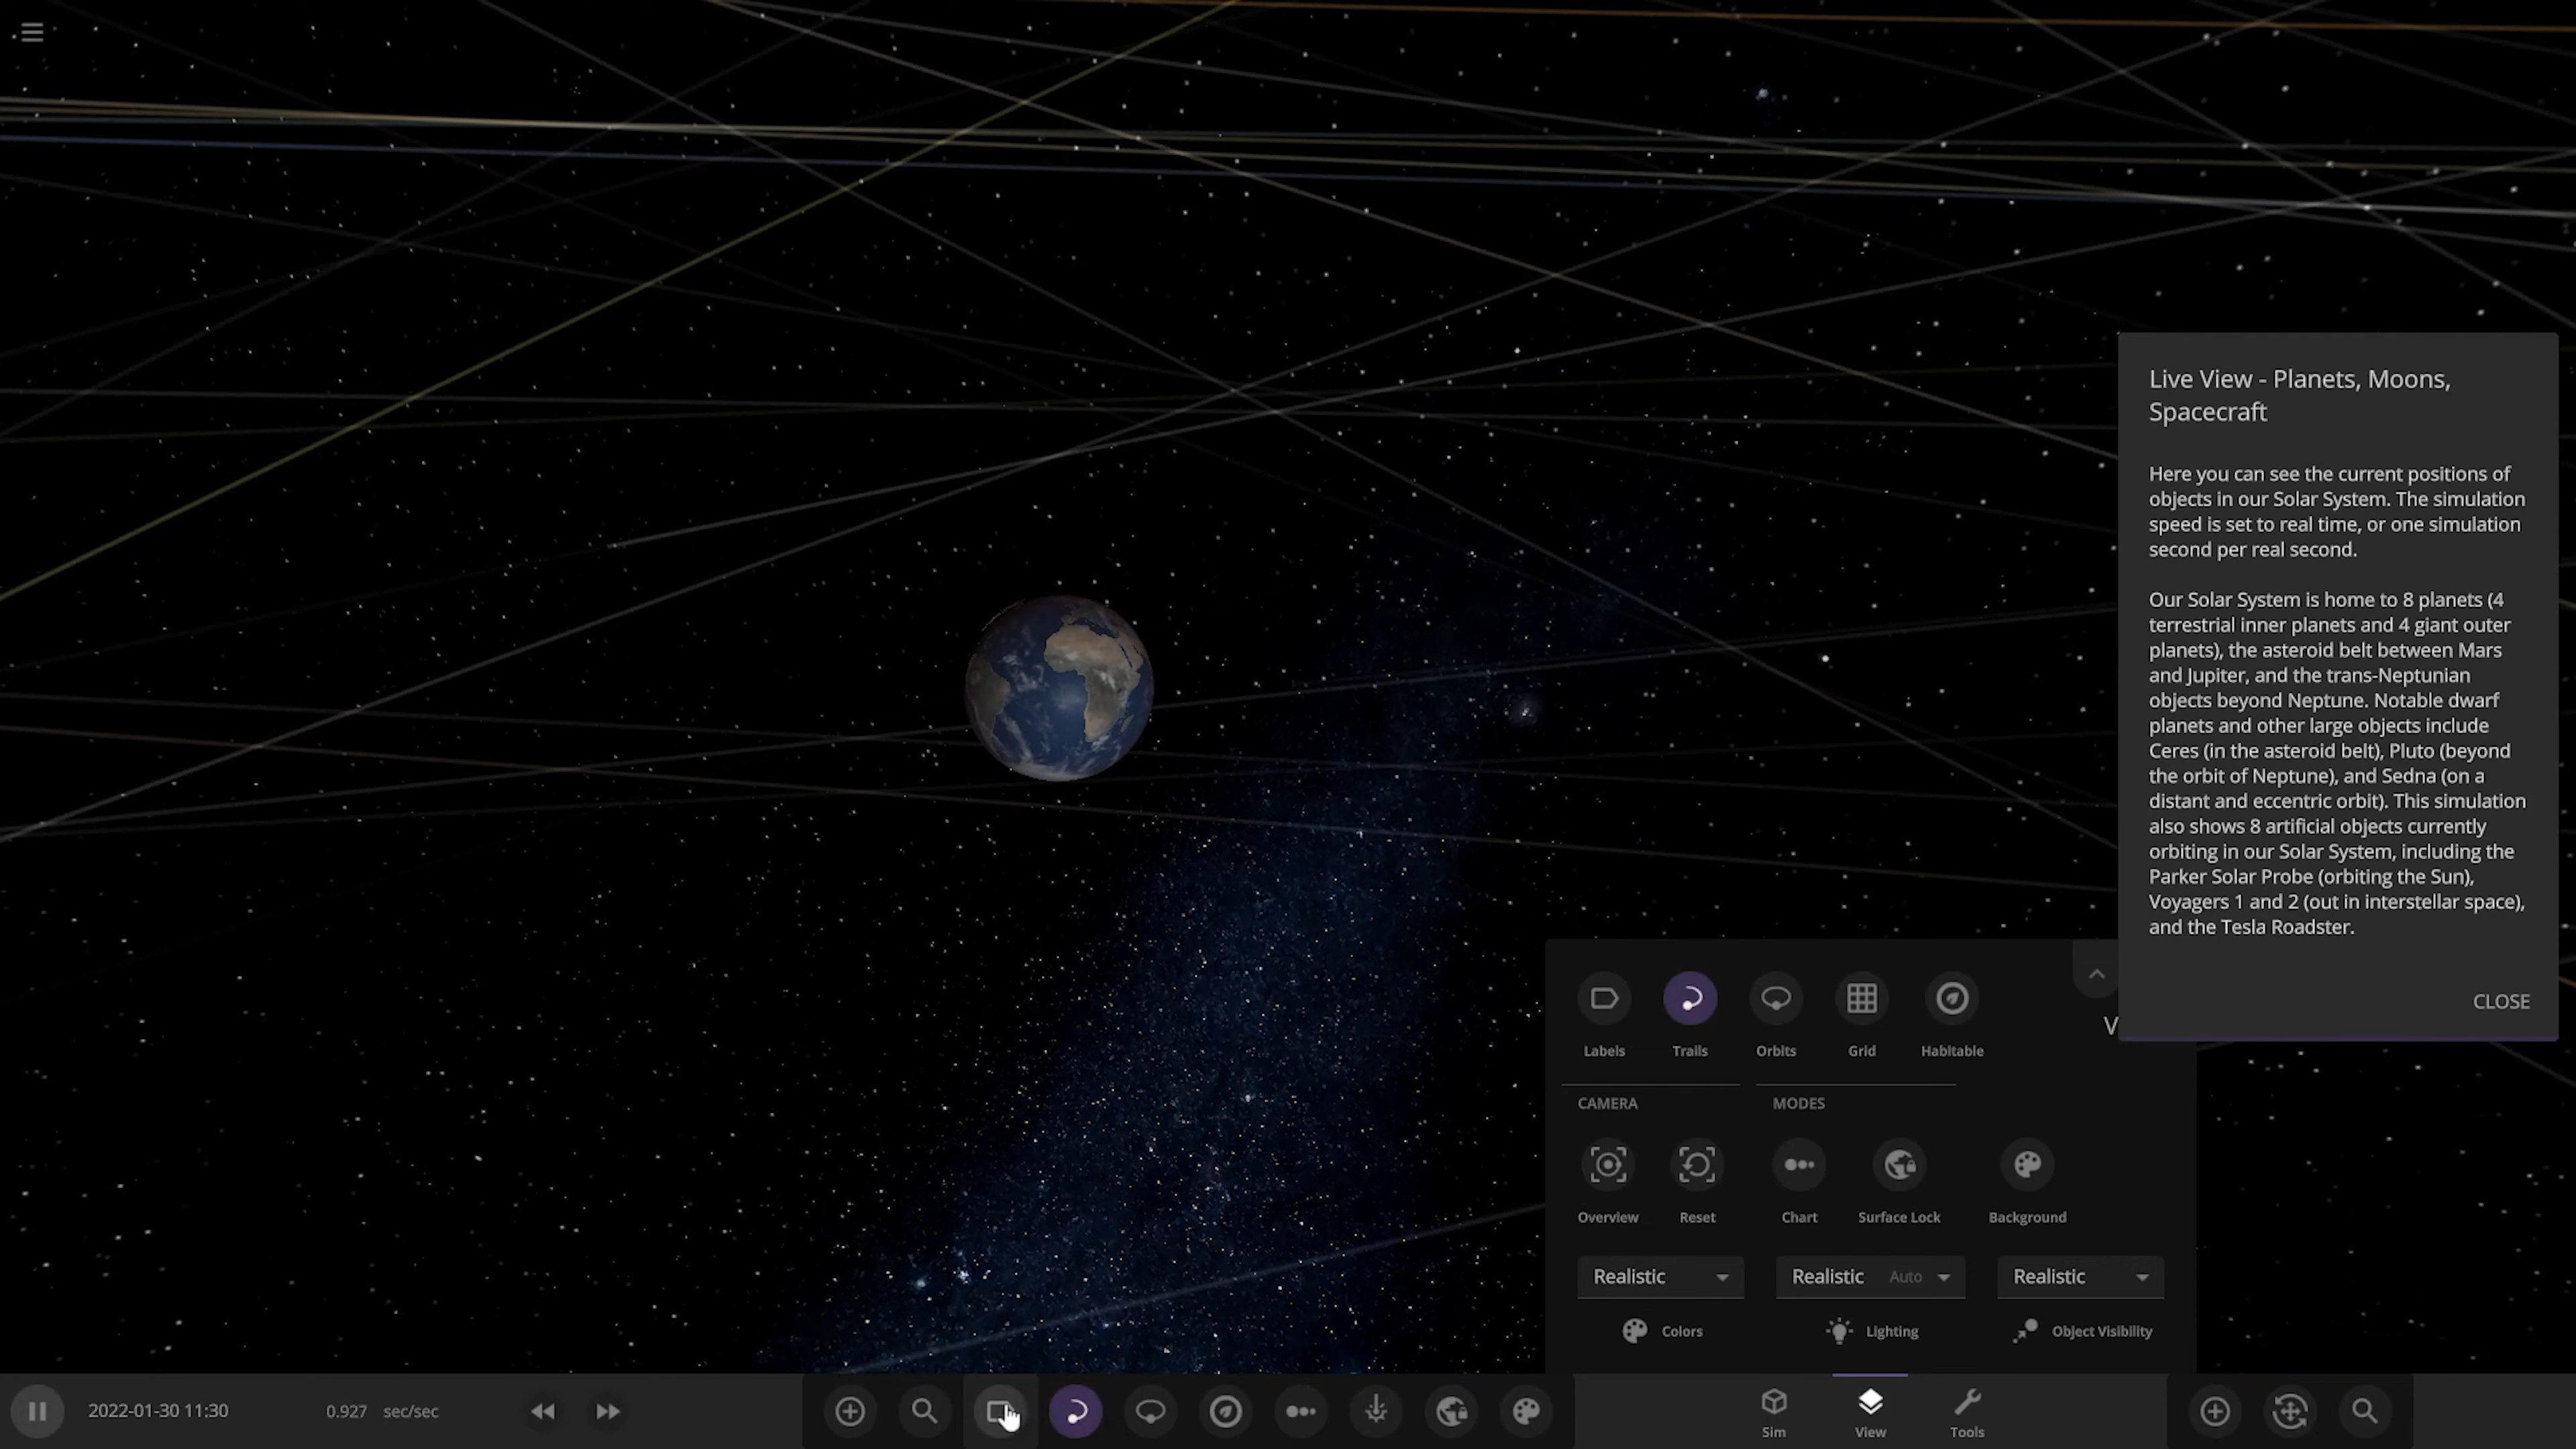 Live View - Planets, Moons,
Spacecraft
Here you can see the current positions of
objects in our Solar System. The simulation
speed is set to real time, or one simulation
second per real second.
Our Solar System is home to 8 planets (4
terrestrial inner planets and 4 giant outer
planets), the asteroid belt between Mars
and Jupiter, and the trans-Neptunian
objects beyond Neptune. Notable dwarf
planets and other large objects include
Ceres (in the asteroid belt), Pluto (beyond
the orbit of Neptune), and Sedna (on a
distant and eccentric orbit). This simulation
also shows 8 artificial objects currently
orbiting in our Solar System, including the
Parker Solar Probe (orbiting the Sun),
Voyagers 1 and 2 (out in interstellar space),
and the Tesla Roadster.
CLOSE
V
Labels Trails Orbits Grid Habitable
CAMERA MODES
Overview Reset Chart Surface Lock Background
Realistic Realistic Auto Realistic
Colors Lighting Object Visibility
2022-01-30 11:30 0.927 sec/sec
Sim View Tools